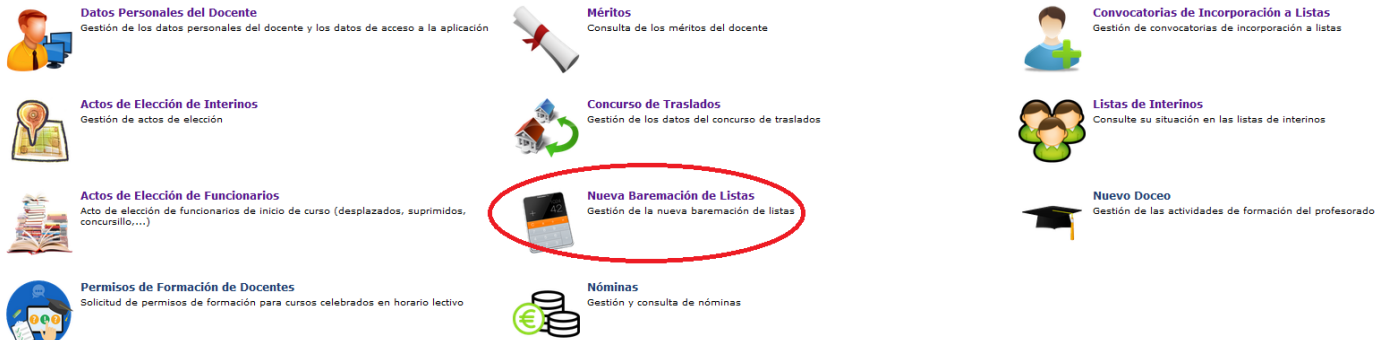 Datos Personales del Docente
Gestión de los datos personales del docente y los datos de acceso a la aplicación
Méritos
Consulta de los méritos del docente
Convocatorias de Incorporación a Listas
Gestión de convocatorias de incorporación a listas
Actos de Elección de Interinos
Gestión de actos de elección
Concurso de Traslados
Gestión de los datos del concurso de traslados
Listas de Interinos
Consulte su situación en las listas de interinos
Actos de Elección de Funcionarios
Acto de elección de funcionarios de inicio de curso (desplazados, suprimidos,
concursillo,...)
42
Nueva Baremación de Listas
Gestión de la nueva baremación de listas
Nuevo Doceo
Gestión de las actividades de formación del profesorado
Permisos de Formación de Docentes
Solicitud de permisos de formación para cursos celebrados en horario lectivo
Nóminas
Gestión y consulta de nóminas